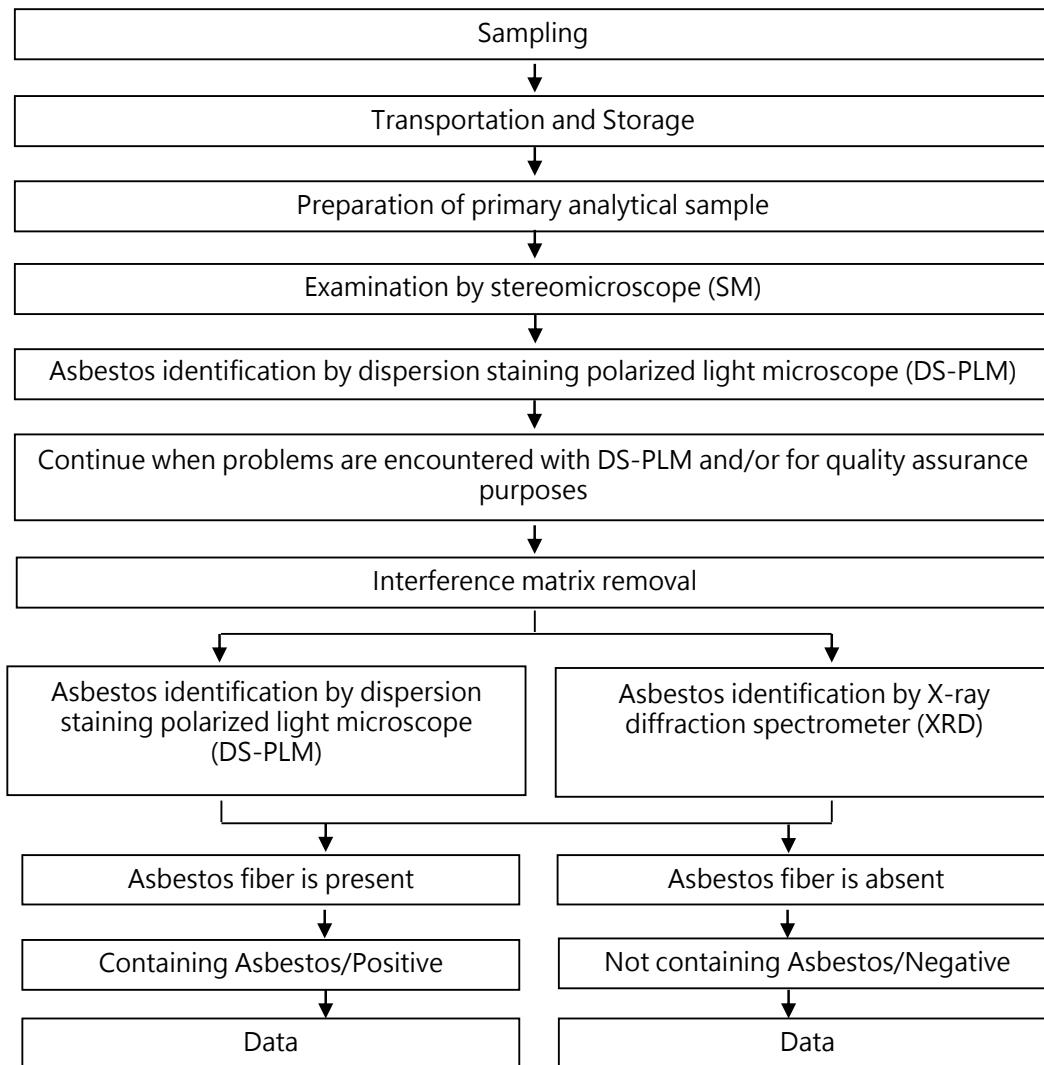 Sampling
Transportation and Storage
Preparation of primary analytical sample
Examination by stereomicroscope (SM)
Asbestos identification by dispersion staining polarized light microscope (DS-PLM)
Continue when problems are encountered with DS-PLM and/or for quality assurance
purposes
Interference matrix removal
Asbestos identification by dispersion
staining polarized light microscope
(DS-PLM)
Asbestos identification by X-ray
diffraction spectrometer (XRD)
Asbestos fiber is present
Asbestos fiber is absent
Containing Asbestos/Positive
Not containing Asbestos/Negative
Data
Data